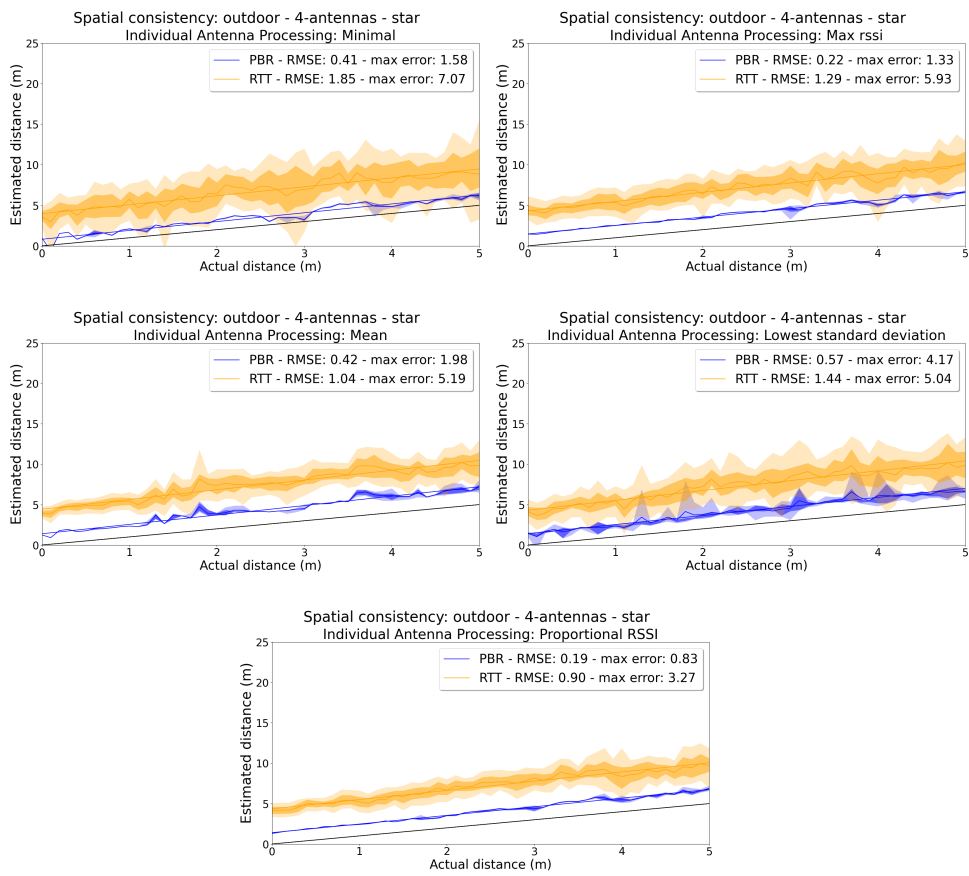 Spatial consistency: outdoor - 4-antennas - star
Individual Antenna Processing: Minimal
PBR - RMSE: 0.41 - max error: 1.58
RTT - RMSE: 1.85 - max error: 7.07
Estimated distance (m)
25
20
15
10
5
0
0 1 2 3 4 5
Actual distance (m)
Spatial consistency: outdoor - 4-antennas - star
Individual Antenna Processing: Max rssi
PBR - RMSE: 0.22 - max error: 1.33
RTT - RMSE: 1.29 - max error: 5.93
Estimated distance (m)
25
20
15
10
5
0
0 1 2 3 4 5
Actual distance (m)
Spatial consistency: outdoor - 4-antennas - star
Individual Antenna Processing: Mean
PBR - RMSE: 0.42 - max error: 1.98
RTT - RMSE: 1.04 - max error: 5.19
Estimated distance (m)
25
20
15
10
5
0
0 1 2 3 4 5
Actual distance (m)
Spatial consistency: outdoor - 4-antennas - star
Individual Antenna Processing: Lowest standard deviation
PBR - RMSE: 0.57 - max error: 4.17
RTT - RMSE: 1.44 - max error: 5.04
Estimated distance (m)
25
20
15
10
5
0
0 1 2 3 4 5
Actual distance (m)
Spatial consistency: outdoor - 4-antennas - star
Individual Antenna Processing: Proportional RSSI
PBR - RMSE: 0.19 - max error: 0.83
RTT - RMSE: 0.90 - max error: 3.27
Estimated distance (m)
25
20
15
10
5
0
0 1 2 3 4 5
Actual distance (m)